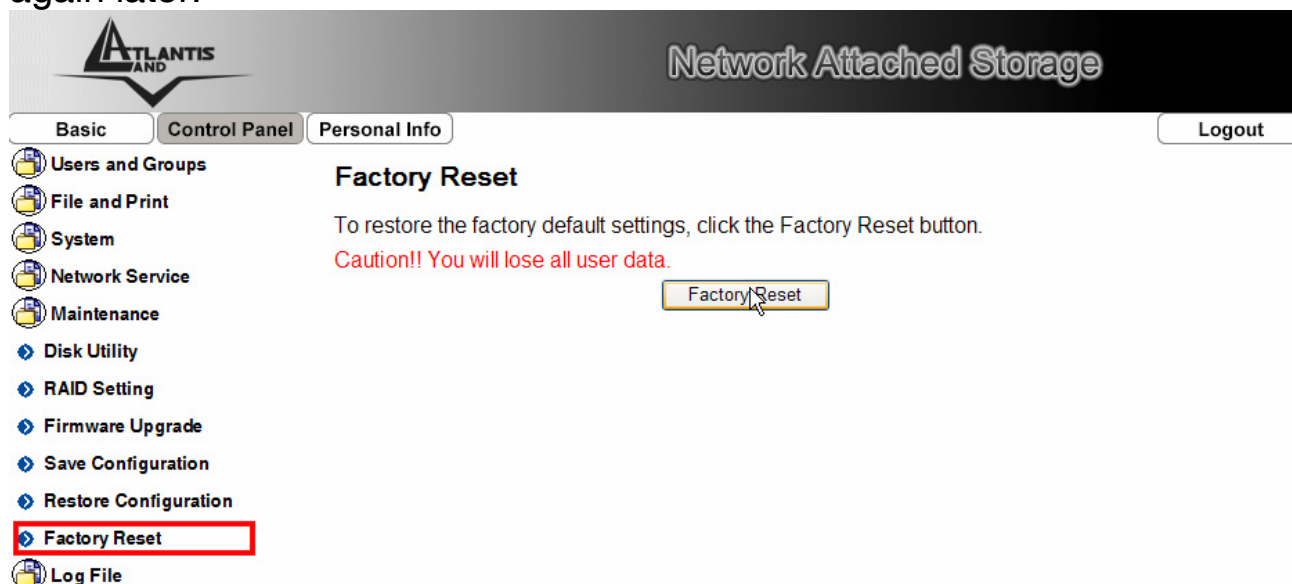 again later.
ATLANTIS
LAND
Network Attached Storage
Basic
Control Panel
Personal Info
Logout
Users and Groups
File and Print
System
Network Service
Maintenance
Disk Utility
RAID Setting
Firmware Upgrade
Save Configuration
Restore Configuration
Factory Reset
Log File
Factory Reset
To restore the factory default settings, click the Factory Reset button.
Caution!! You will lose all user data.
Factory Reset